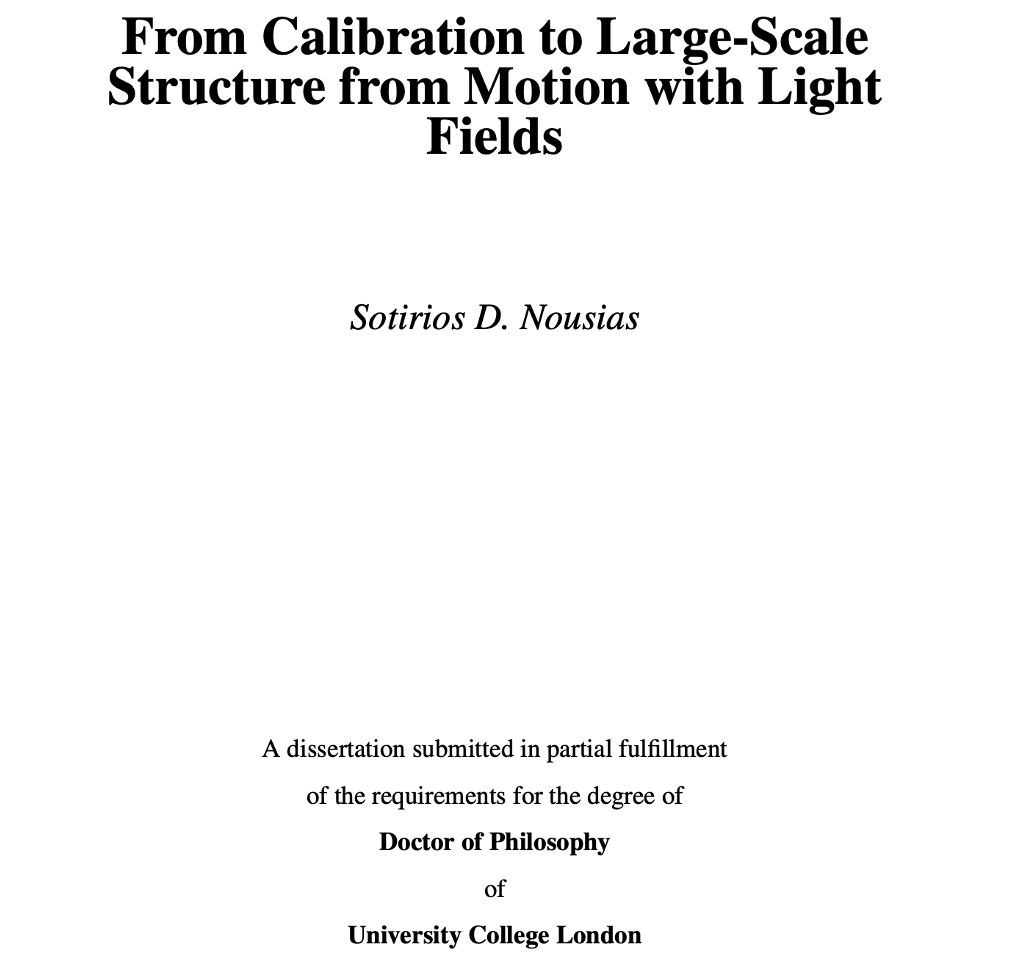 From Calibration to Large-Scale
Structure from Motion with Light
Fields
Sotirios D. Nousias
A dissertation submitted in partial fulfillment
of the requirements for the degree of
Doctor of Philosophy
of
University College London